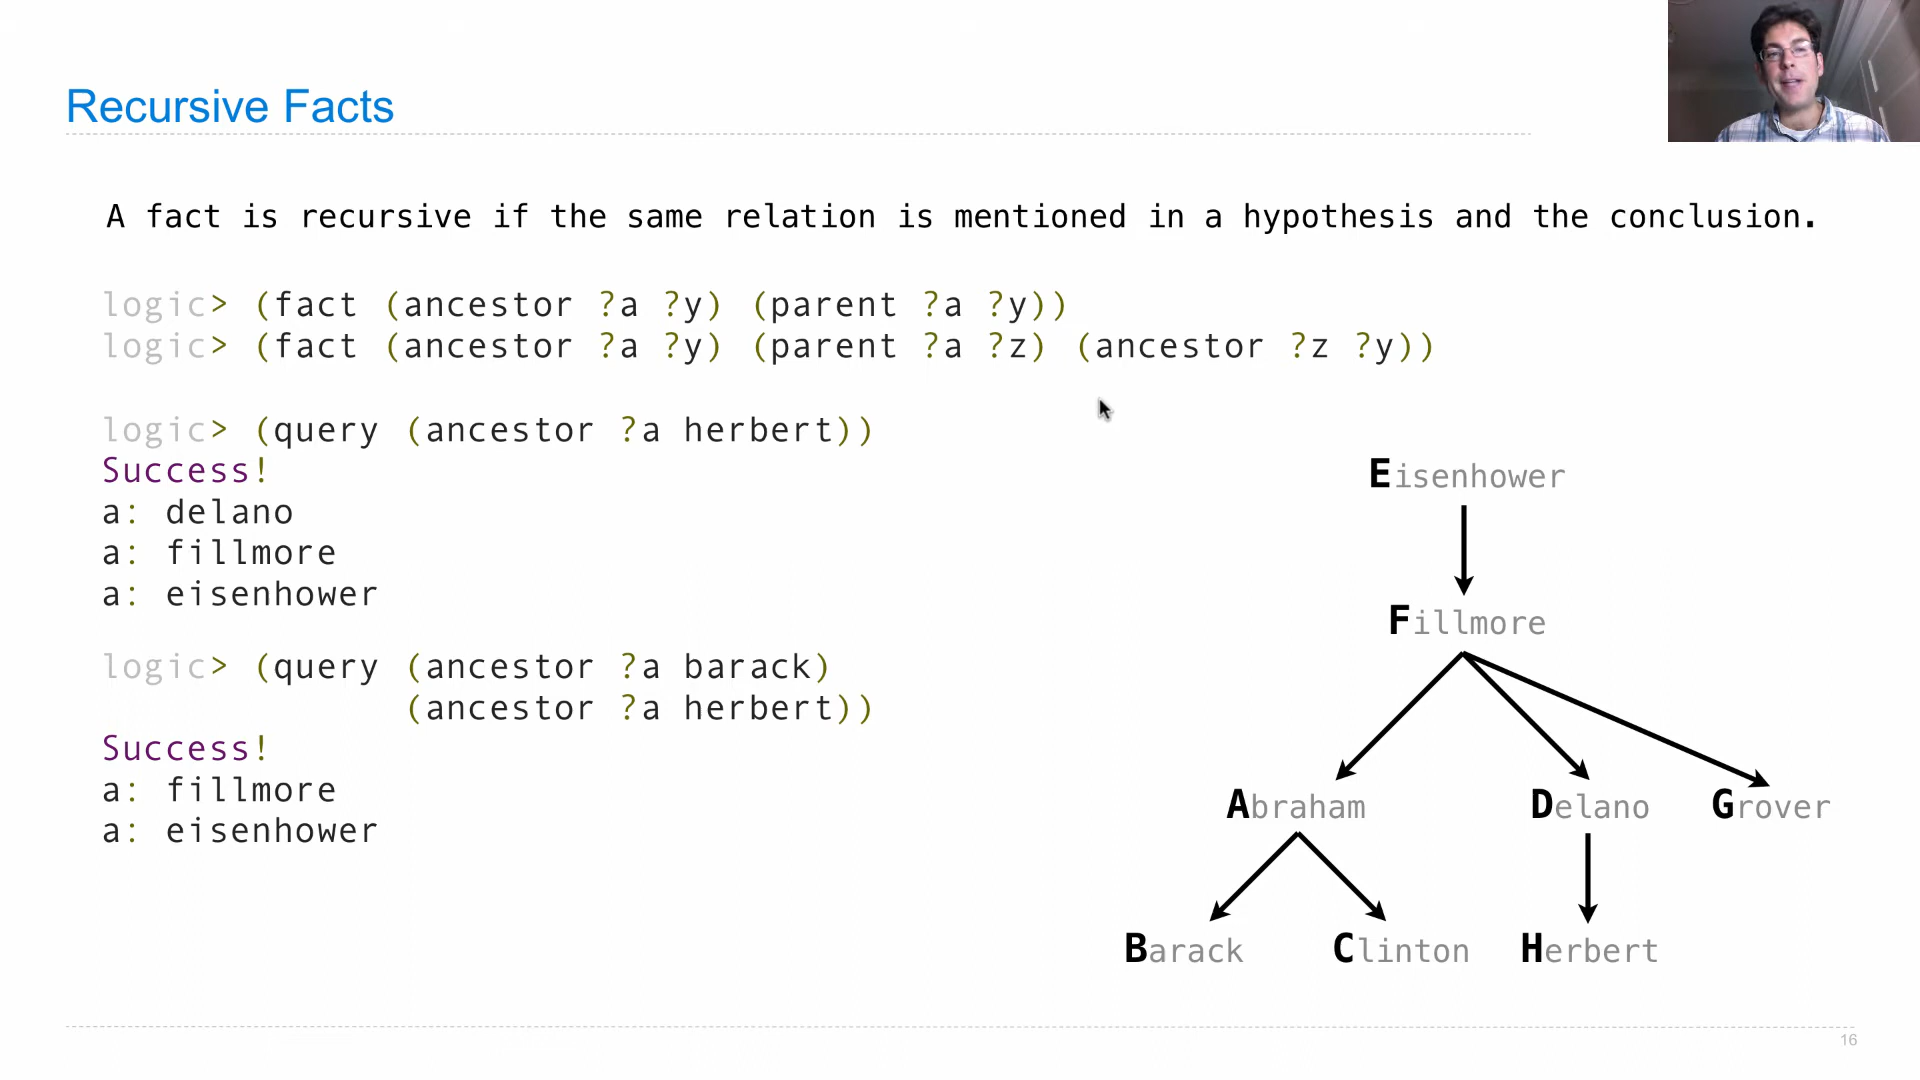 Recursive Facts
A fact is recursive if the same relation is mentioned in a hypothesis and the conclusion.
logic> (fact (ancestor ?a ?y) (parent ?a ?y))
logic> (fact (ancestor ?a ?y) (parent ?a ?z) (ancestor ?z ?y))
logic> (query (ancestor ?a herbert))
Success!
a: delano
a: fillmore
a: eisenhower
logic> (query (ancestor ?a barack)
(ancestor ?a herbert))
Success!
a: fillmore
a: eisenhower
Eisenhower
Fillmore
Abraham Delano Grover
Barack Clinton Herbert
16